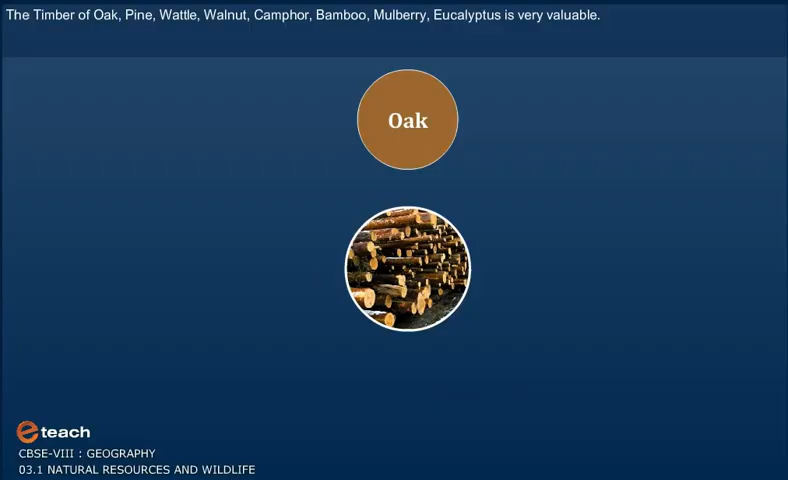 The Timber of Oak, Pine, Wattle, Walnut, Camphor, Bamboo, Mulberry, Eucalyptus is very valuable.
Oak
e teach
CBSE-VIII : GEOGRAPHY
03.1 NATURAL RESOURCES AND WILDLIFE